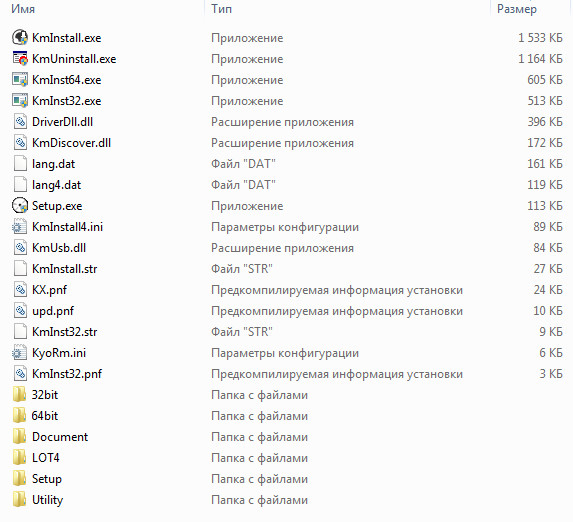 Имя Тип Размер
KmInstall.exe Приложение 1 533 КБ
KmUninstall.exe Приложение 1 164 КБ
KmInst64.exe Приложение 605 КБ
KmInst32.exe Приложение 513 КБ
DriverDll.dll Расширение приложения 396 КБ
KmDiscover.dll Расширение приложения 172 КБ
lang.dat Файл "DAT" 161 КБ
lang4.dat Файл "DAT" 119 КБ
Setup.exe Приложение 113 КБ
KmInstall4.ini Параметры конфигурации 89 КБ
KmUsb.dll Расширение приложения 84 КБ
KmInstall.str Файл "STR" 27 КБ
KX.pnf Предкомпилируемая информация установки 24 КБ
upd.pnf Предкомпилируемая информация установки 10 КБ
KmInst32.str Файл "STR" 9 КБ
KyoRm.ini Параметры конфигурации 6 КБ
KmInst32.pnf Предкомпилируемая информация установки 3 КБ
32bit Папка с файлами
64bit Папка с файлами
Document Папка с файлами
LOT4 Папка с файлами
Setup Папка с файлами
Utility Папка с файлами